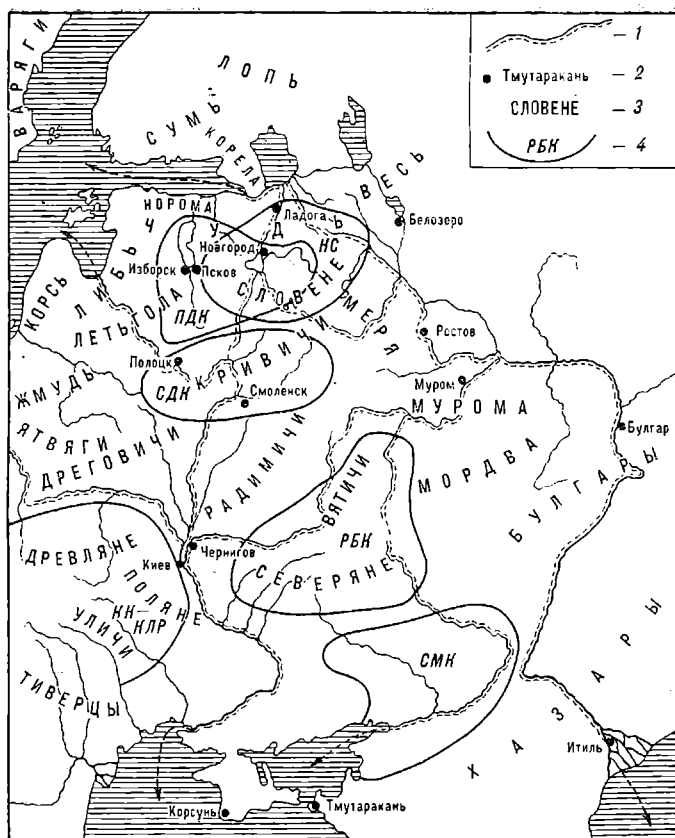 ВАРЯГИ
ЛОПЬ
СУМЬ
КОРЕЛА
ВЕСЬ
НОРОМА
ЧУДЬ
Ладога
Белозеро
Новгород
КС
Изборск
Псков
СЛОВЕНЕ
ЛИБЬ
КОРСЬ
ЛЕТЬГОЛА
ПДК
МЕРЯ
Ростов
Полоцк
КРИВИЧИ
СДК
Смоленск
Муром
МУРОМА
ЖМУДЬ
ЯТВЯГИ
ДРЕГОВИЧИ
РАДИМИЧИ
ВЯТИЧИ
МОРДВА
Булгар
БУЛГАРЫ
РБК
ДРЕВЛЯНЕ
Чернигов
Киев
СЕВЕРЯНЕ
ПОЛЯНЕ
КК—
КЛР
УЛИЧИ
ТИВЕРЦЫ
СМК
ХАЗАРЫ
Итиль
Корсунь
Тмутаракань
— 1
Тмутаракань — 2
СЛОВЕНЕ — 3
РБК — 4